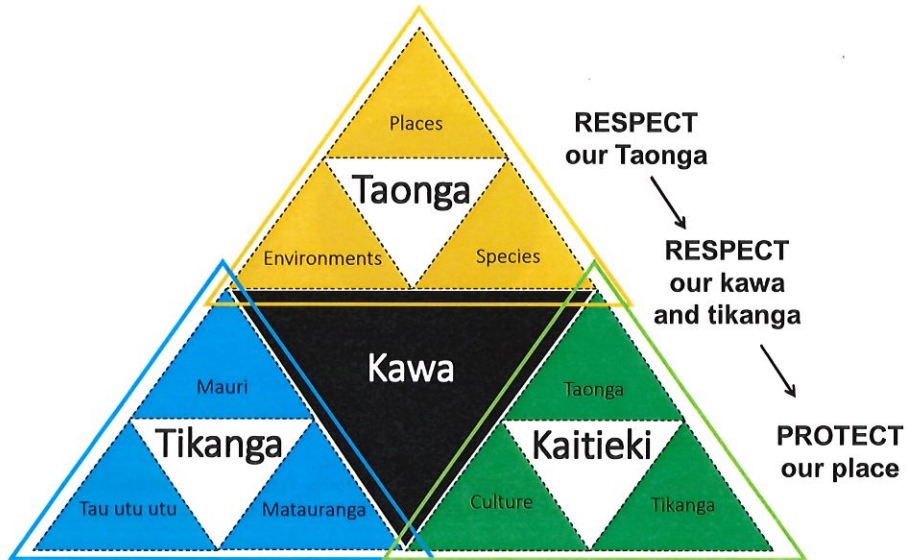 Places
Taonga
Environments
Species
RESPECT
our Taonga
RESPECT
our kawa
and tikanga
PROTECT
our place
Kawa
Mauri
Tikanga
Tau utu utu
Matauranga
Taonga
Kaitieki
Culture
Tikanga